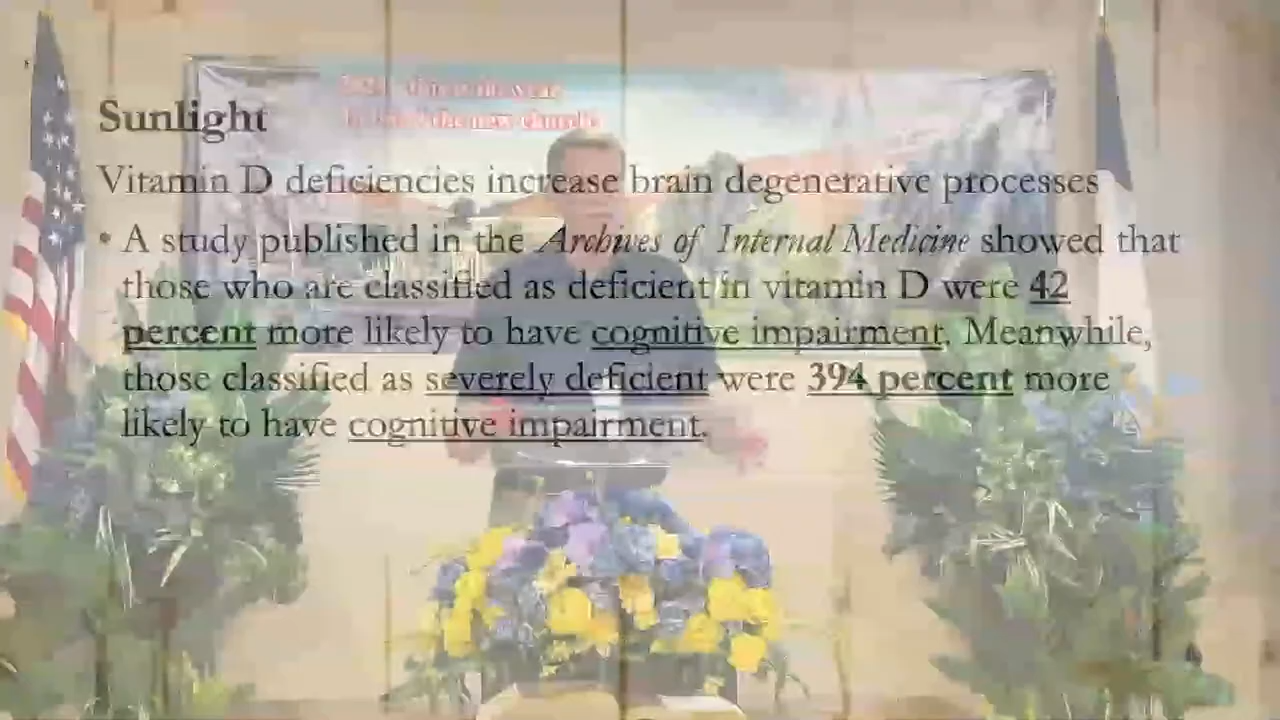 Sunlight
Vitamin D deficiencies increase brain degenerative processes
• A study published in the Archives of Internal Medicine showed that
those who are classified as deficient in vitamin D were 42
percent more likely to have cognitive impairment. Meanwhile,
those classified as severely deficient were 394 percent more
likely to have cognitive impairment.